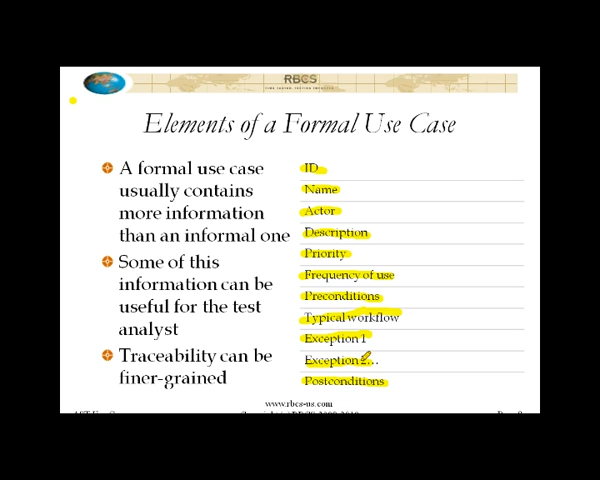 RBCS
Elements of a Formal Use Case
A formal use case
usually contains
more information
than an informal one
Some of this
information can be
useful for the test
analyst
Traceability can be
finer-grained
ID
Name
Actor
Description
Priority
Frequency of use
Preconditions
Typical workflow
Exception 1
Exception 2...
Postconditions
www.rbcs-us.com